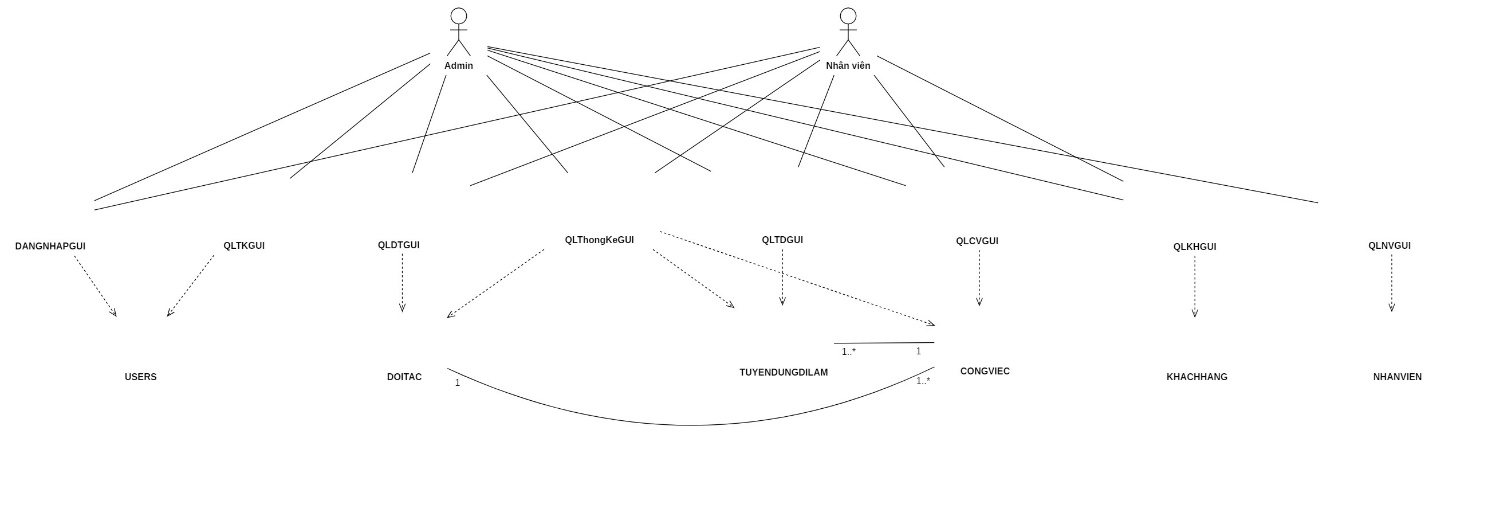 Admin
Nhân viên
DANGNHAPGUI
QLTKGUI
QLDTGUI
QLThongKeGUI
QLTDGUI
QLCVGUI
QLKHGUI
QLNVGUI
1..*
1
USERS
DOITAC
1
TUYENDUNGDILAM
1..*
CONGVIEC
KHACHHANG
NHANVIEN